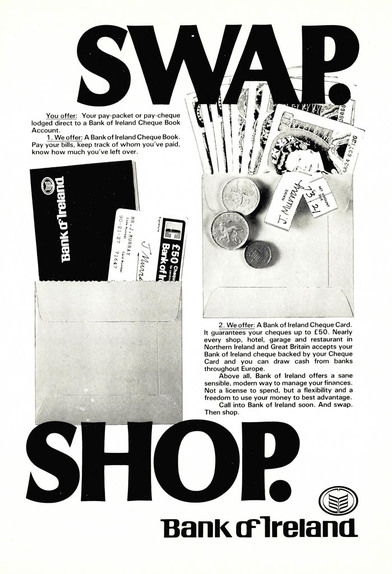 SWAP.
You offer: Your pay-packet or pay-cheque
lodged direct to a Bank of Ireland Cheque Book
Account.
1. We offer: A Bank of Ireland Cheque Book.
Pay your bills, keep track of whom you've paid,
know how much you've left over.
Bank of Ireland
£50
J. Murray
2. We offer: A Bank of Ireland Cheque Card.
It guarantees your cheques up to £50. Nearly
every shop, hotel, garage and restaurant in
Northern Ireland and Great Britain accepts your
Bank of Ireland cheque backed by your Cheque
Card and you can draw cash from banks
throughout Europe.
Above all, Bank of Ireland offers a sane
sensible, modern way to manage your finances.
Not a license to spend, but a flexibility and a
freedom to use your money to best advantage.
Call into Bank of Ireland soon. And swap.
Then shop.
SHOP.
Bank of Ireland